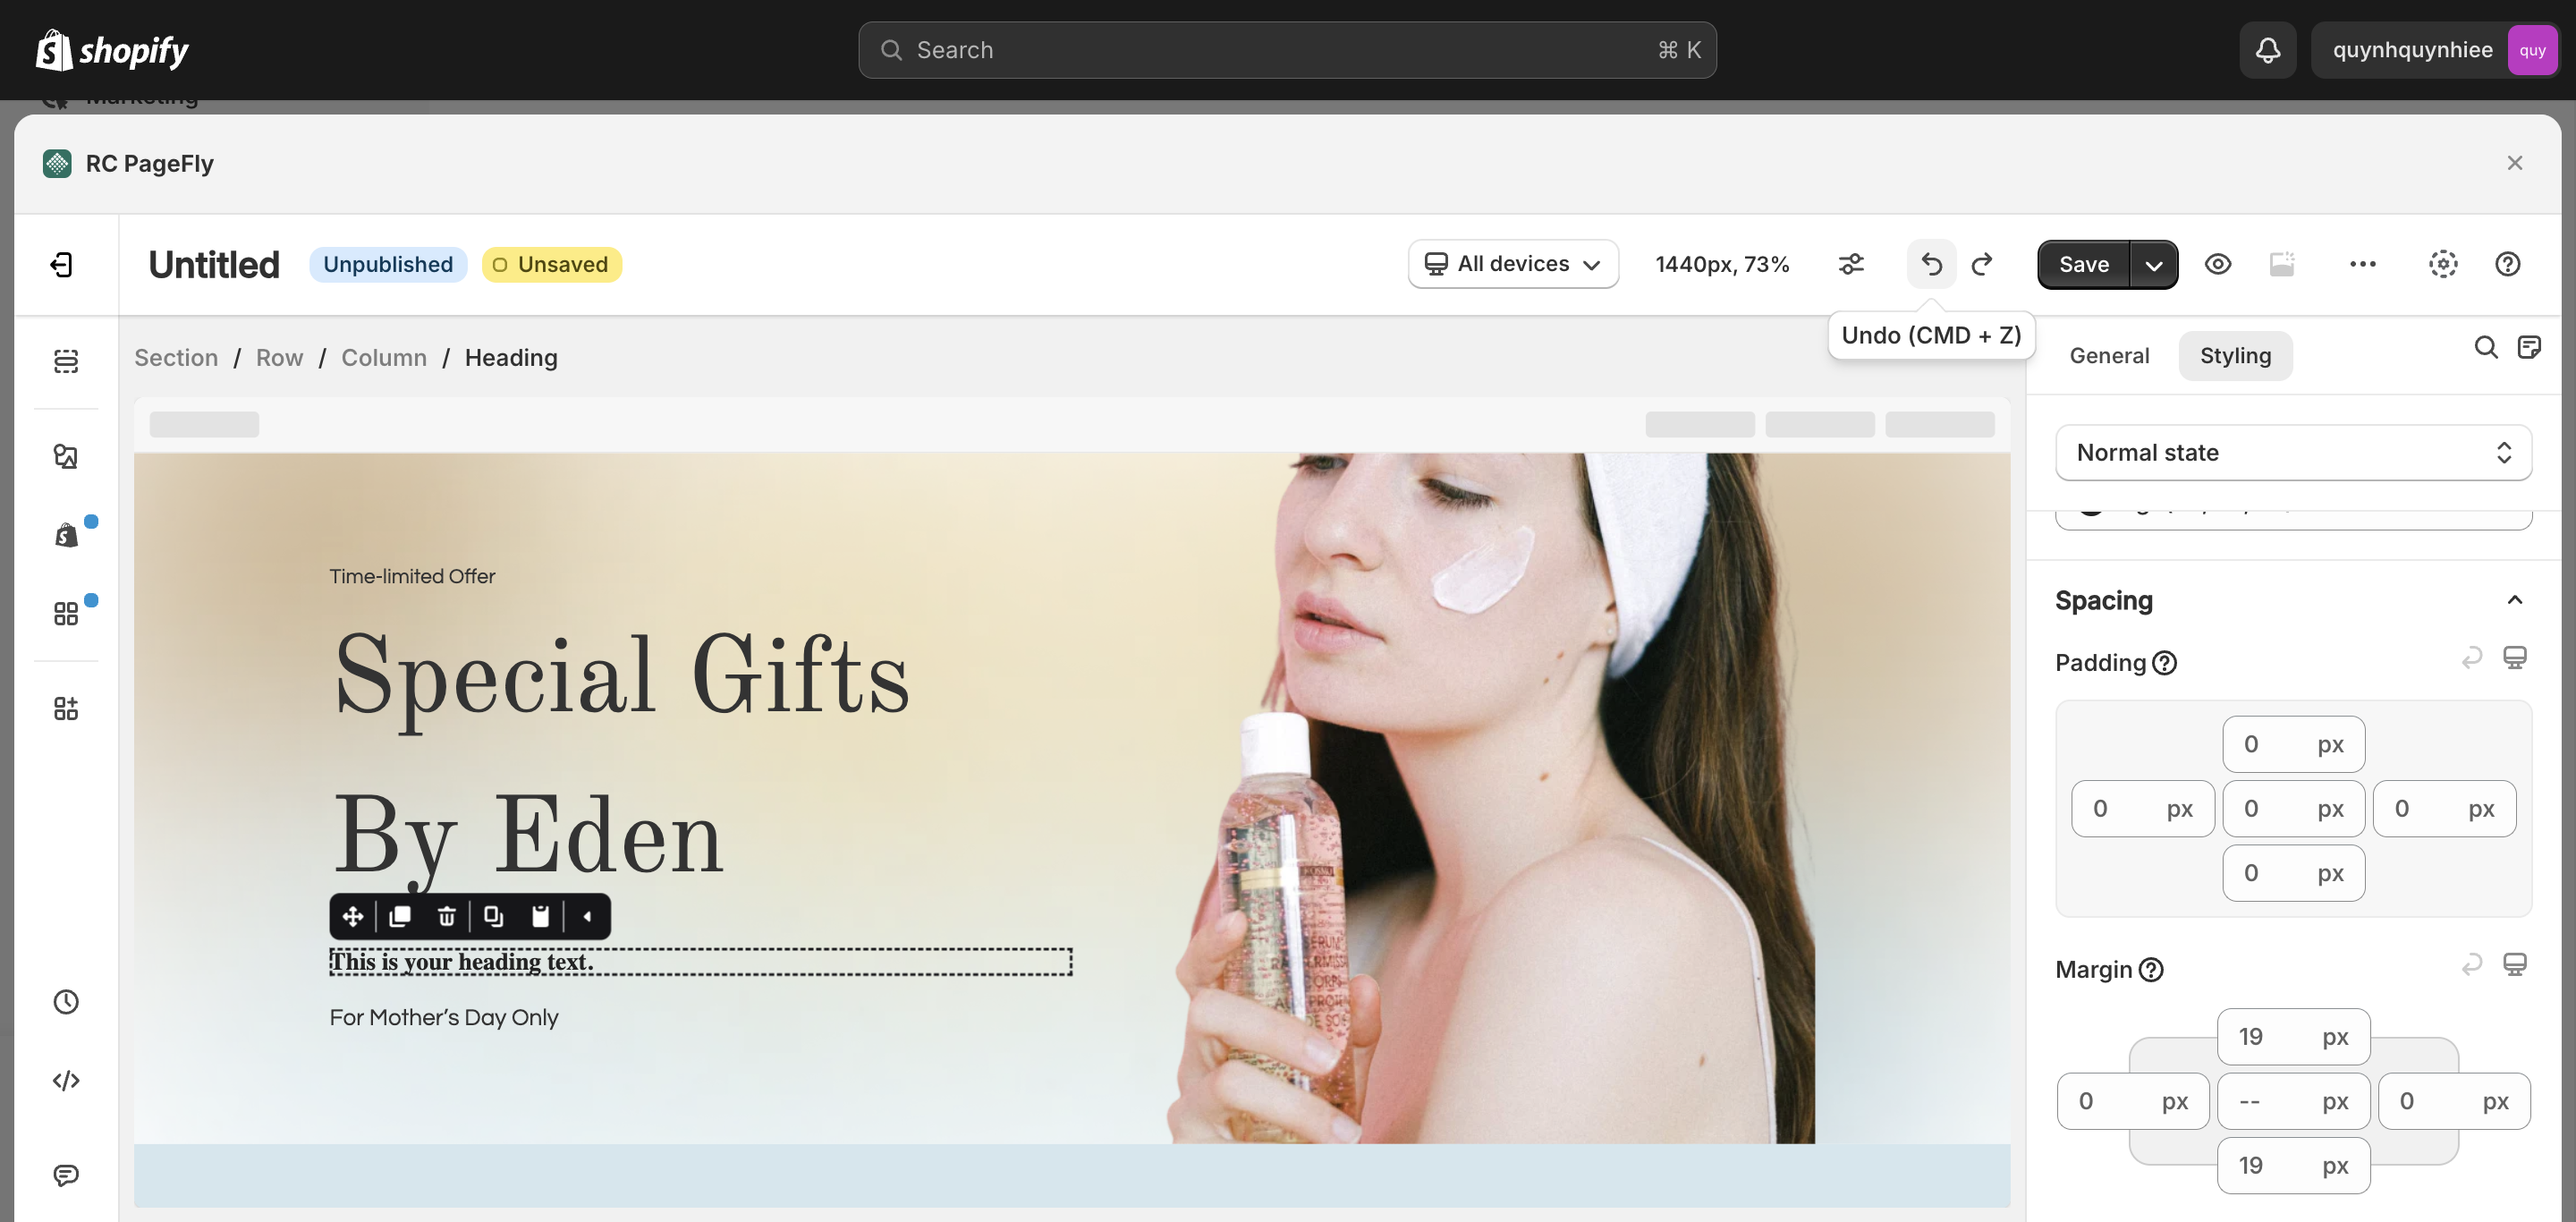 shopify
Search
⌘ K
quynhquynhiee
quy
Marketing
RC PageFly
Untitled
Unpublished
Unsaved
All devices
1440px, 73%
Save
Undo (CMD + Z)
Section / Row / Column / Heading
General
Styling
Normal state
Time-limited Offer
Special Gifts
By Eden
This is your heading text.
For Mother's Day Only
Spacing
Padding
0 px
0 px
0 px
0 px
0 px
Margin
19 px
0 px
-- px
0 px
19 px